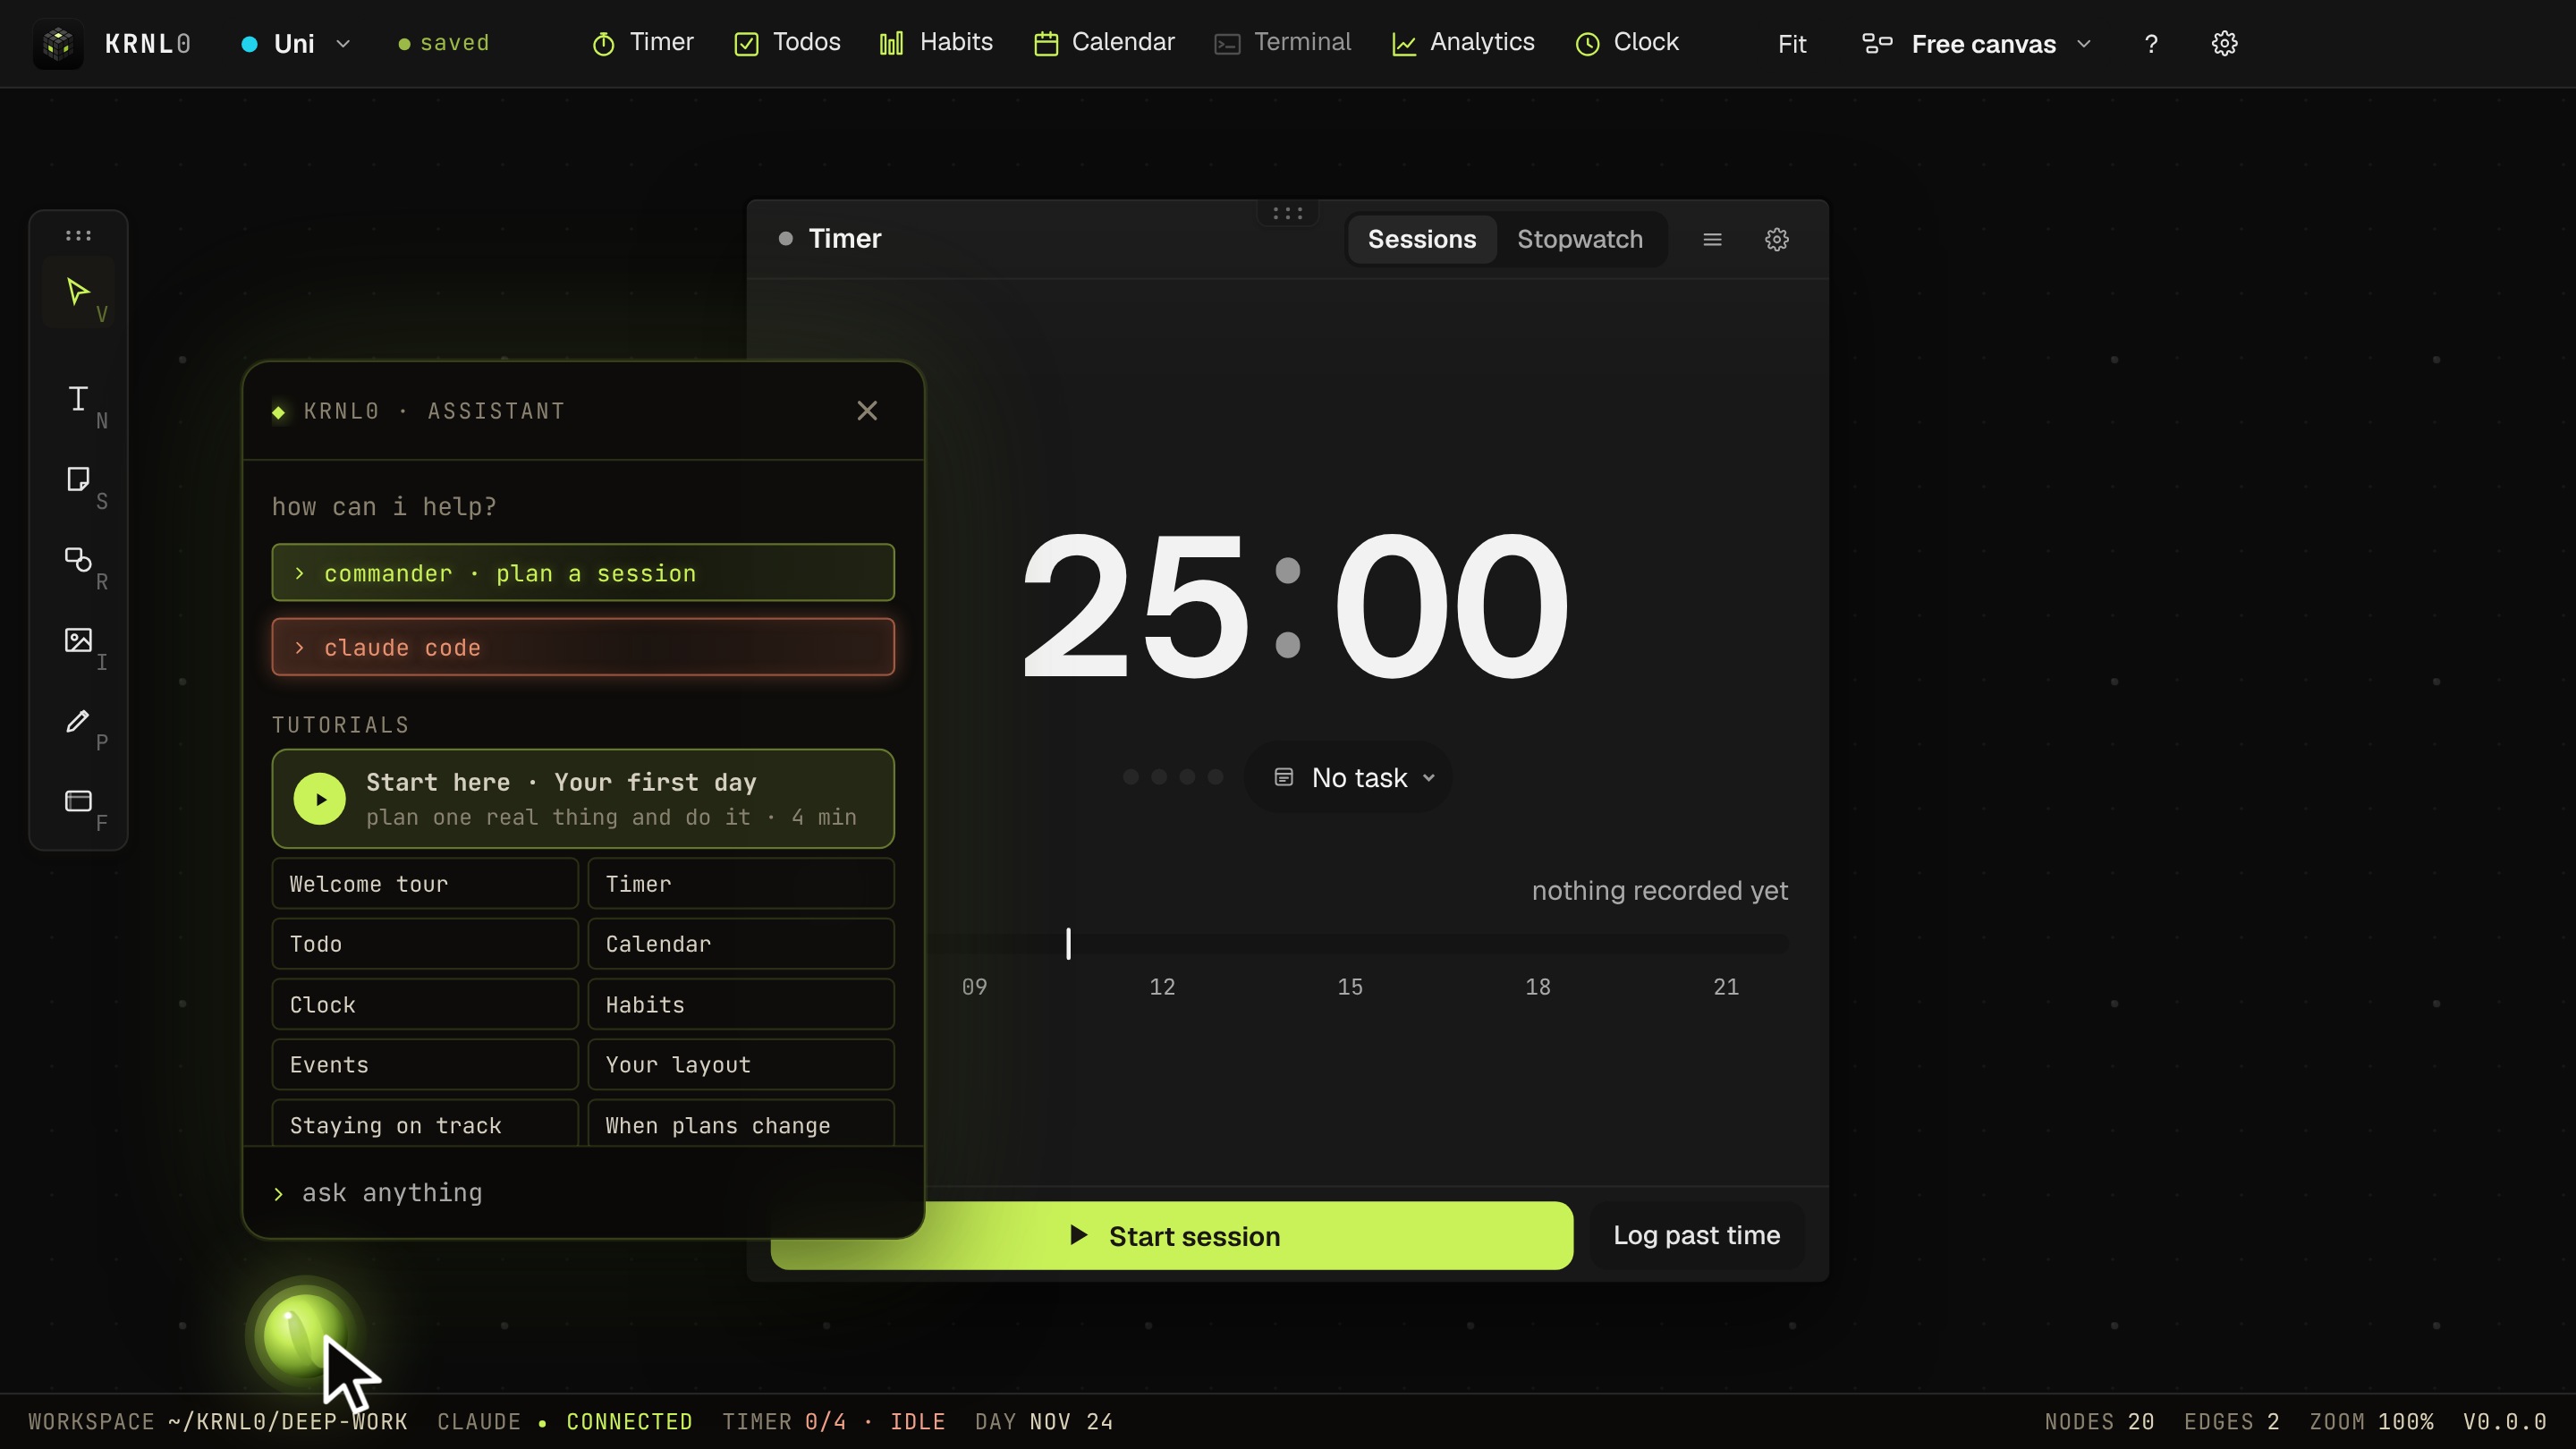 KRNL0 Uni saved Timer Todos Habits Calendar Terminal Analytics Clock Fit Free canvas ?
V
N
S
R
I
P
F
Timer Sessions Stopwatch
25:00
No task
nothing recorded yet
09 12 15 18 21
Start session Log past time
KRNL0 · ASSISTANT
how can i help?
commander · plan a session
claude code
TUTORIALS
Start here · Your first day
plan one real thing and do it · 4 min
Welcome tour Timer
Todo Calendar
Clock Habits
Events Your layout
Staying on track When plans change
ask anything
WORKSPACE ~/KRNL0/DEEP-WORK CLAUDE • CONNECTED TIMER 0/4 · IDLE DAY NOV 24 NODES 20 EDGES 2 ZOOM 100% V0.0.0